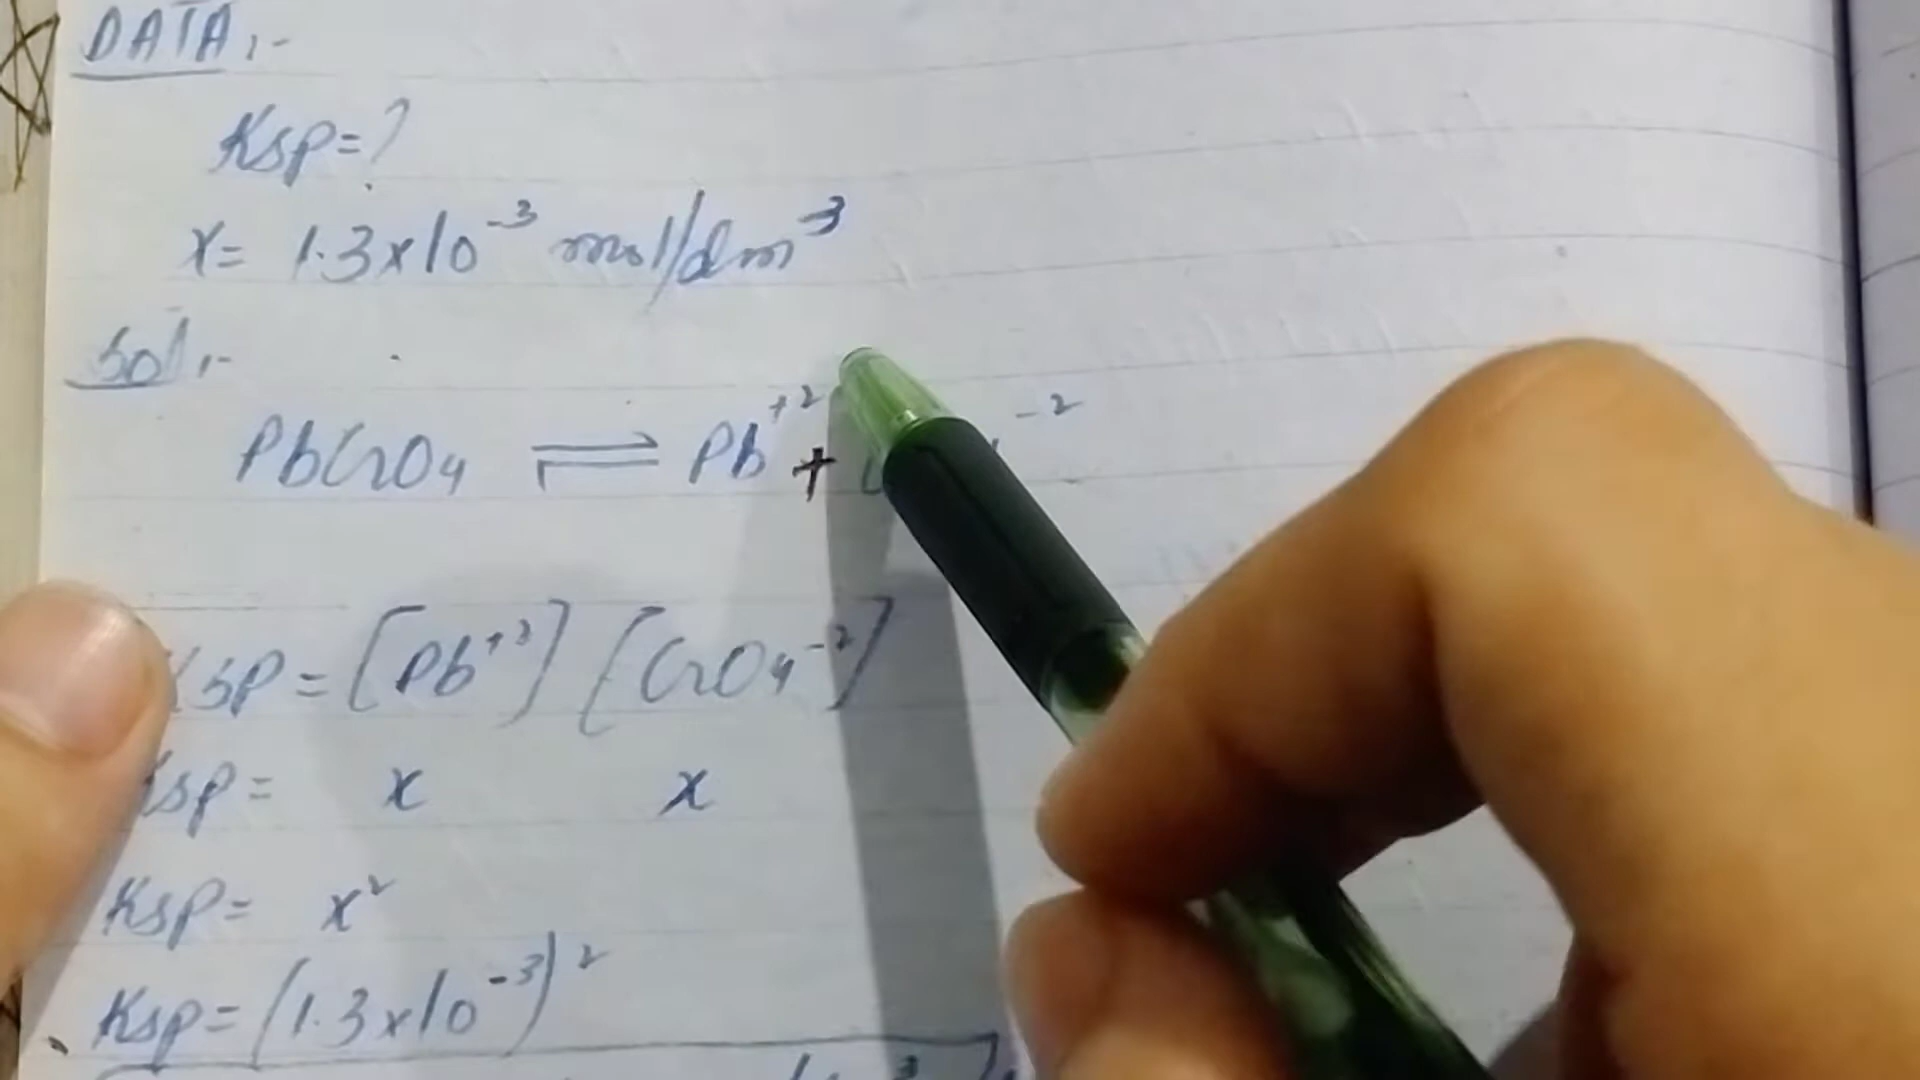 DATA:-
Ksp=?
x= 1.3x10⁻³ mol/dm⁻³
Sol:-
PbCrO₄ ⇌ Pb⁺² + ⁻²
Ksp = [Pb⁺²] [CrO₄⁻²]
Ksp = x x
Ksp = x²
Ksp = (1.3x10⁻³)²